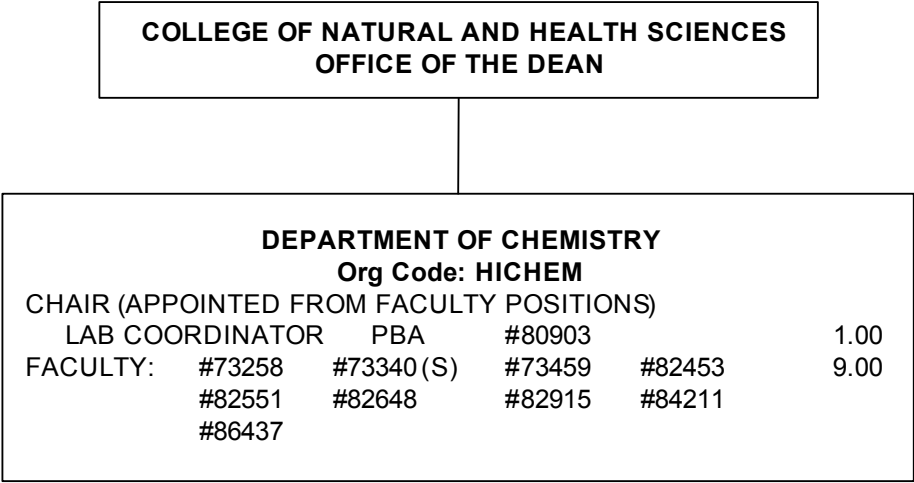 COLLEGE OF NATURAL AND HEALTH SCIENCES
OFFICE OF THE DEAN
DEPARTMENT OF CHEMISTRY
Org Code: HICHEM
CHAIR (APPOINTED FROM FACULTY POSITIONS)
LAB COORDINATOR PBA #80903 1.00
FACULTY: #73258 #73340 (S) #73459 #82453 9.00
#82551 #82648 #82915 #84211
#86437